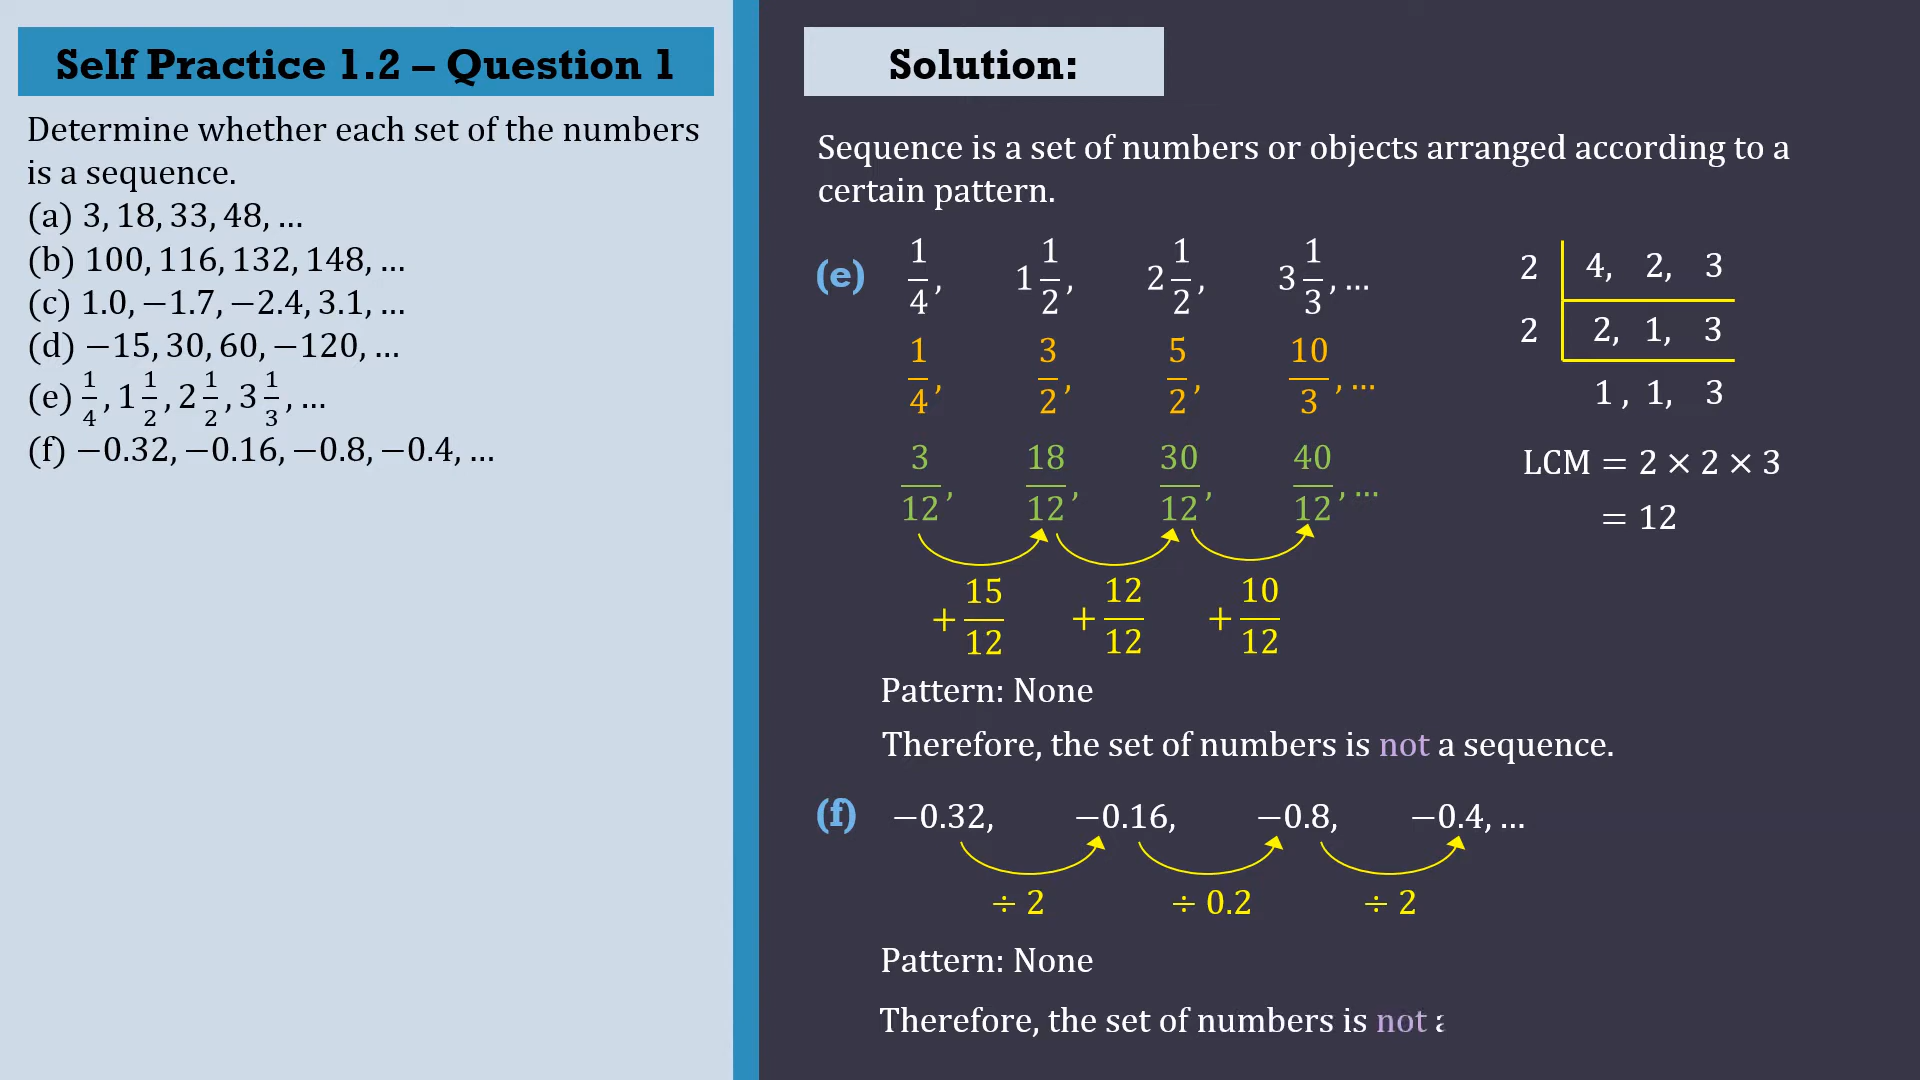 Self Practice 1.2 – Question 1
Determine whether each set of the numbers
is a sequence.
(a) 3, 18, 33, 48, ...
(b) 100, 116, 132, 148, ...
(c) 1.0, −1.7, −2.4, 3.1, ...
(d) −15, 30, 60, −120, ...
(e) 1/4, 1 1/2, 2 1/2, 3 1/3, ...
(f) −0.32, −0.16, −0.8, −0.4, ...
Solution:
Sequence is a set of numbers or objects arranged according to a
certain pattern.
(e) 1/4, 1 1/2, 2 1/2, 3 1/3, ...
1/4, 3/2, 5/2, 10/3, ...
3/12, 18/12, 30/12, 40/12, ...
+ 15/12 + 12/12 + 10/12
2 4, 2, 3
2 2, 1, 3
1, 1, 3
LCM = 2 × 2 × 3
= 12
Pattern: None
Therefore, the set of numbers is not a sequence.
(f) −0.32, −0.16, −0.8, −0.4, ...
÷ 2 ÷ 0.2 ÷ 2
Pattern: None
Therefore, the set of numbers is not a